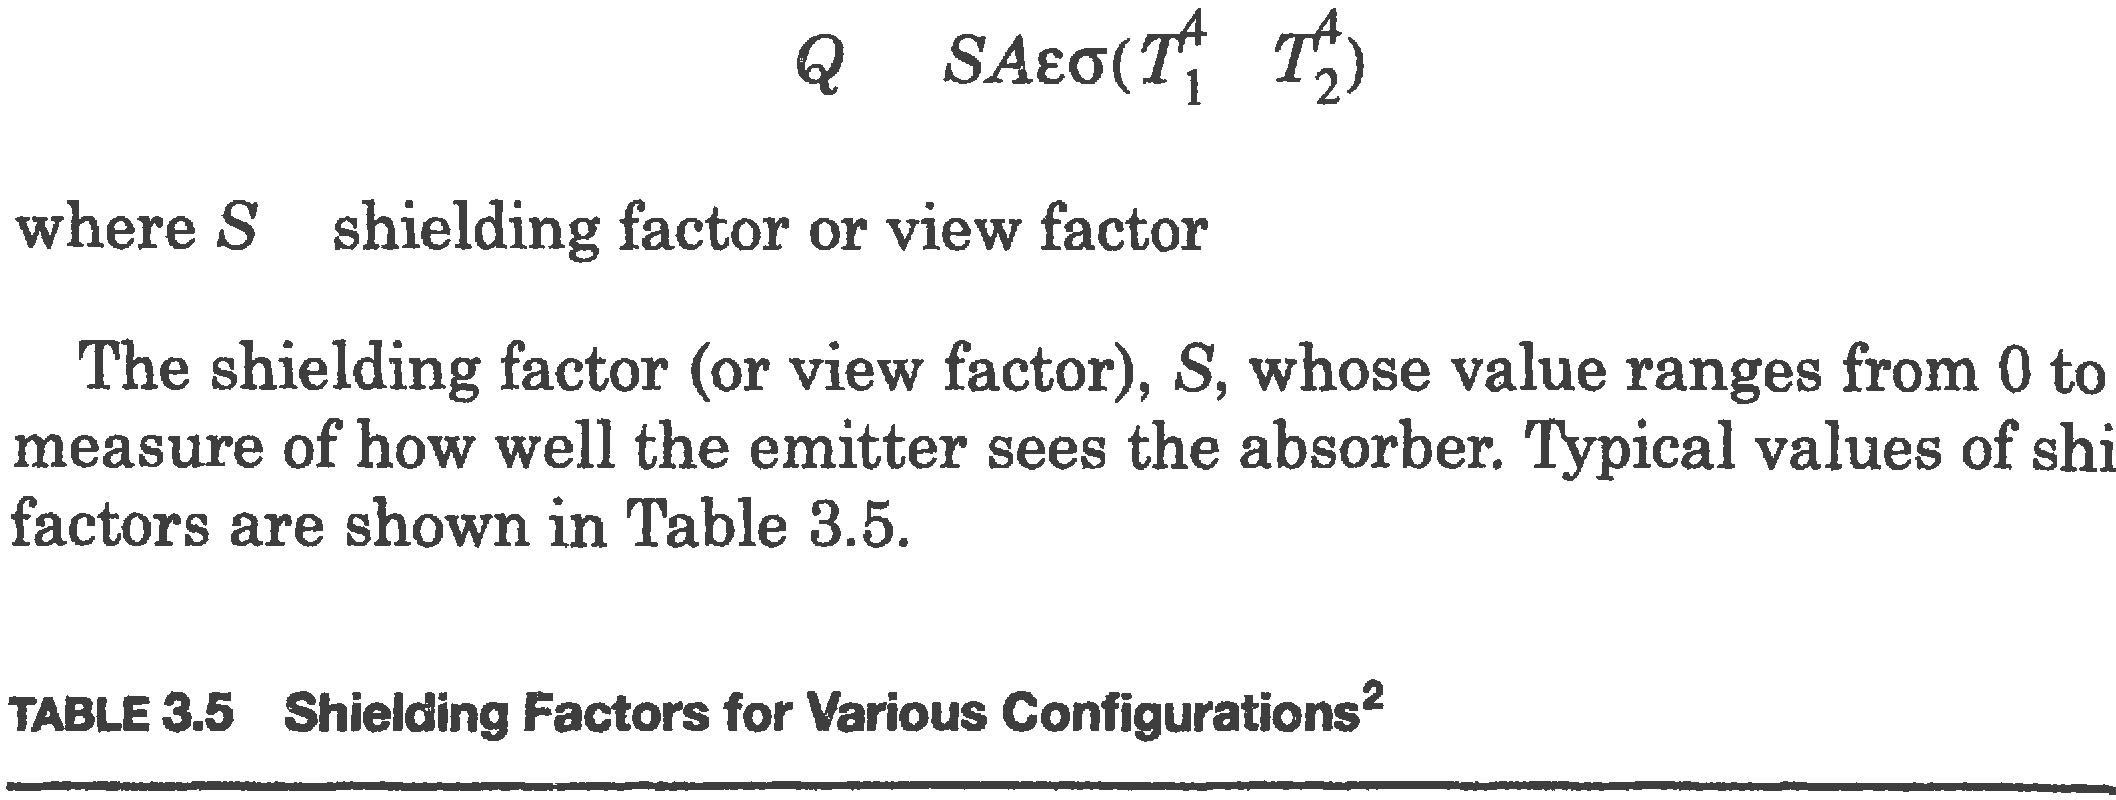 Q SAεσ(T₁⁴ T₂⁴)
where S shielding factor or view factor
The shielding factor (or view factor), S, whose value ranges from 0 to
measure of how well the emitter sees the absorber. Typical values of shi
factors are shown in Table 3.5.
TABLE 3.5 Shielding Factors for Various Configurations²